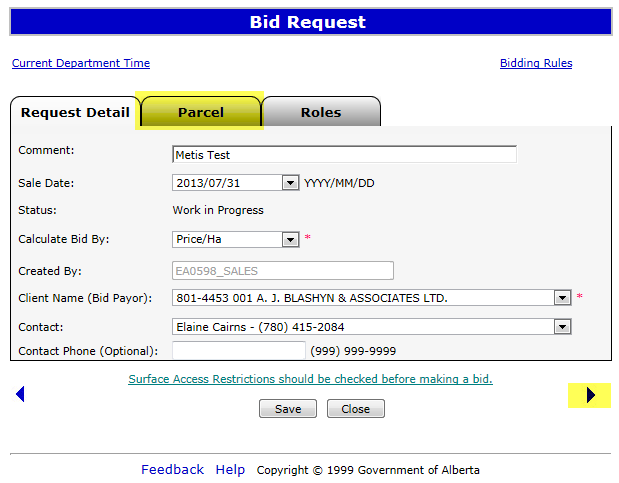 Bid Request
Current Department Time Bidding Rules
Request Detail Parcel Roles
Comment: Metis Test
Sale Date: 2013/07/31 YYYY/MM/DD
Status: Work in Progress
Calculate Bid By: Price/Ha *
Created By: EA0598_SALES
Client Name (Bid Payor): 801-4453 001 A. J. BLASHYN & ASSOCIATES LTD. *
Contact: Elaine Cairns - (780) 415-2084
Contact Phone (Optional): (999) 999-9999
Surface Access Restrictions should be checked before making a bid.
Save Close
Feedback Help Copyright © 1999 Government of Alberta